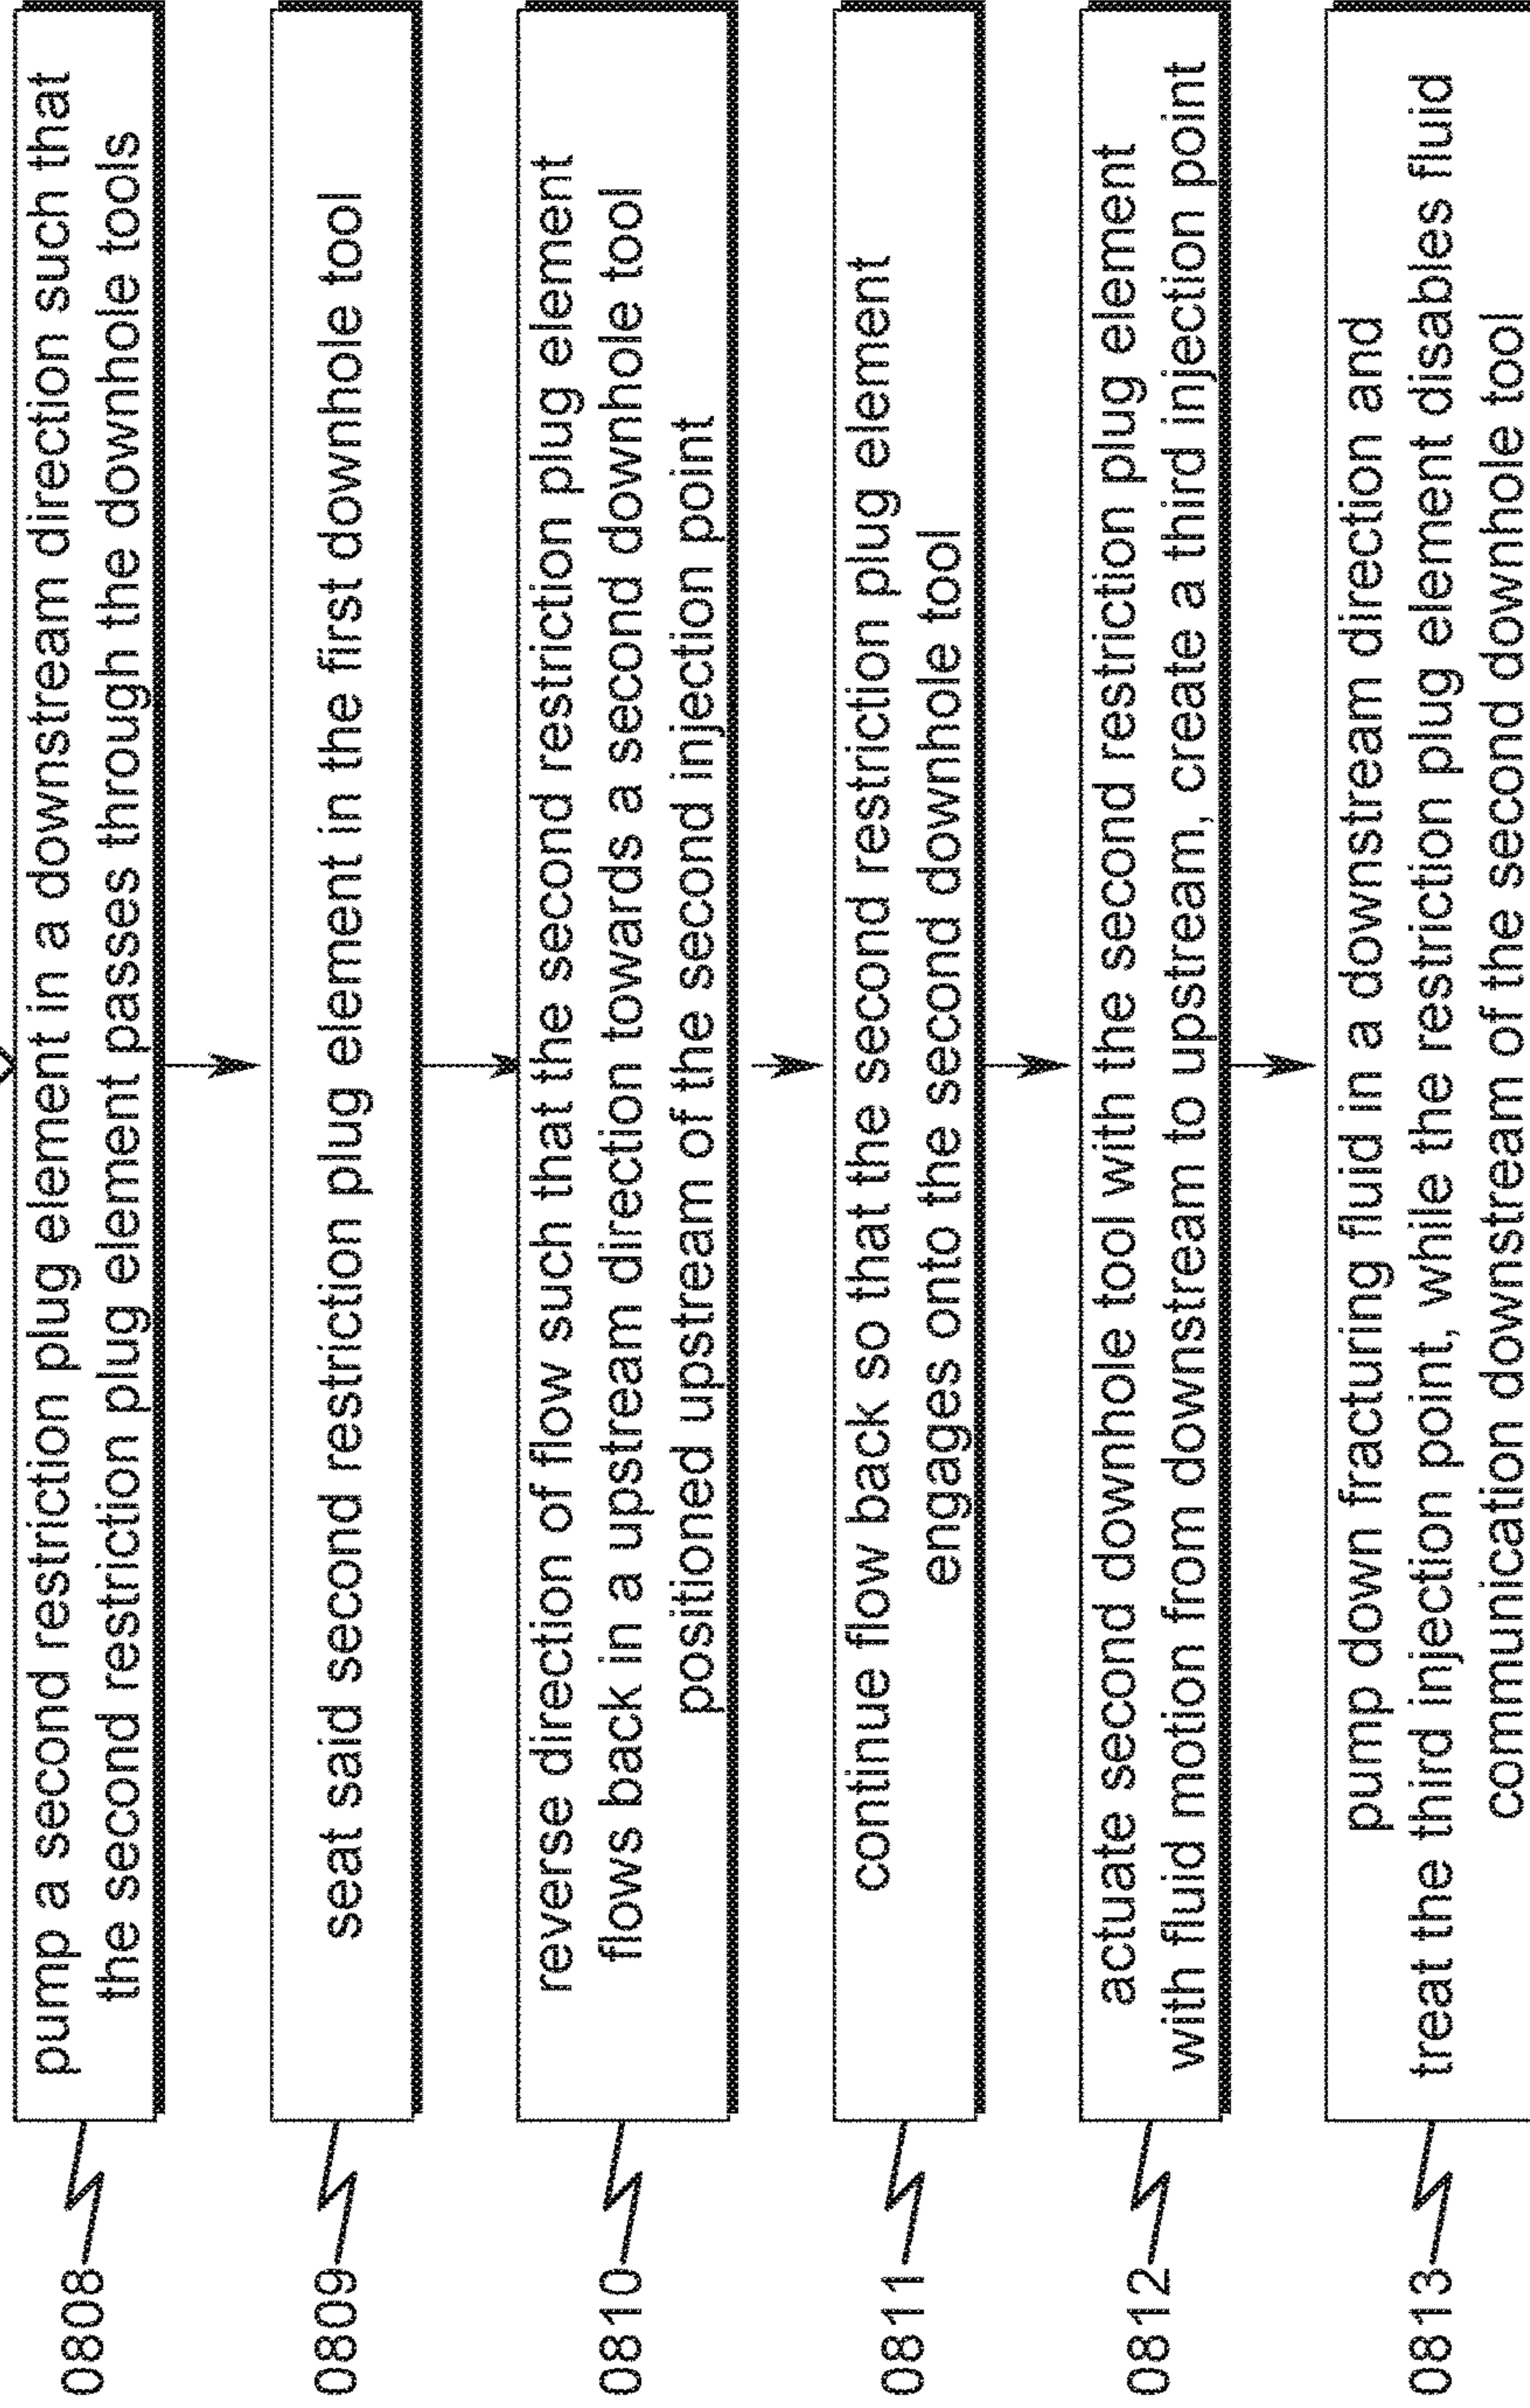 0808
pump a second restriction plug element in a downstream direction such that
the second restriction plug element passes through the downhole tools
0809
seat said second restriction plug element in the first downhole tool
0810
reverse direction of flow such that the second restriction plug element
flows back in a upstream direction towards a second downhole tool
positioned upstream of the second injection point
0811
continue flow back so that the second restriction plug element
engages onto the second downhole tool
0812
actuate second downhole tool with the second restriction plug element
with fluid motion from downstream to upstream, create a third injection point
0813
pump down fracturing fluid in a downstream direction and
treat the third injection point, while the restriction plug element disables fluid
communication downstream of the second downhole tool